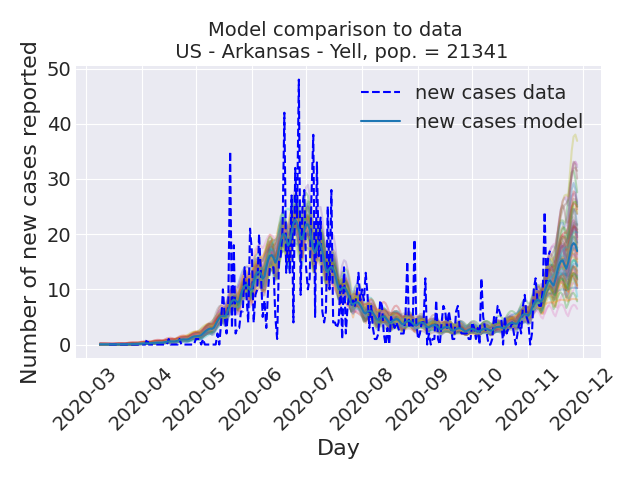 Model comparison to data
US - Arkansas - Yell, pop. = 21341
Number of new cases reported
50
40
30
20
10
0
new cases data
new cases model
2020-03
2020-04
2020-05
2020-06
2020-07
2020-08
2020-09
2020-10
2020-11
2020-12
Day